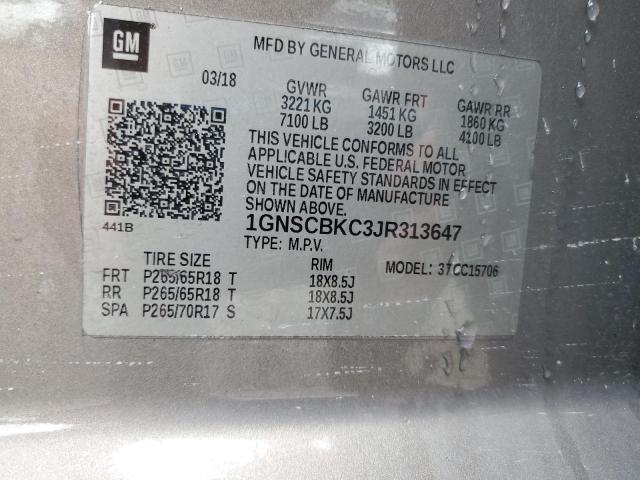 GM
MFD BY GENERAL MOTORS LLC
03/18
GVWR GAWR FRT GAWR RR
3221 KG 1451 KG 1860 KG
7100 LB 3200 LB 4100 LB
THIS VEHICLE CONFORMS TO ALL
APPLICABLE U.S. FEDERAL MOTOR
VEHICLE SAFETY STANDARDS IN EFFECT
ON THE DATE OF MANUFACTURE
SHOWN ABOVE.
441B
1GNSCBKC3JR313647
TYPE: M.P.V.
TIRE SIZE RIM MODEL: 37CC15706
FRT P265/65R18 T 18X8.5J
RR P265/65R18 T 18X8.5J
SPA P265/70R17 S 17X7.5J